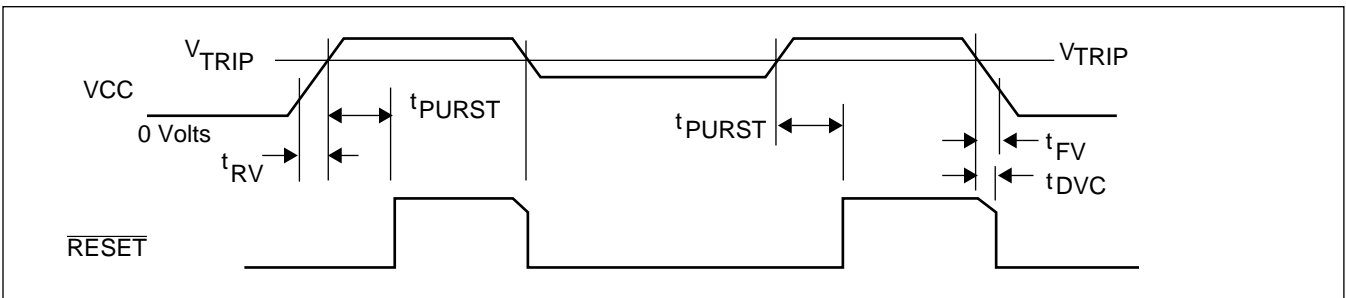 VTRIP
VTRIP
VCC
tPURST
tPURST
0 Volts
tRV
tFV
tDVC
RESET